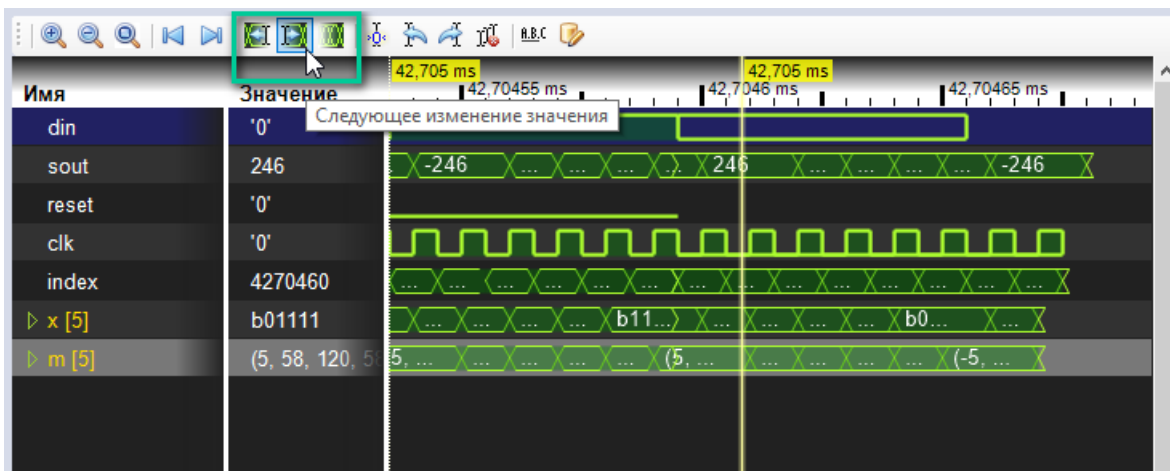 A.B.C
42,705 ms 42,705 ms
Имя Значение 42,70455 ms 42,7046 ms 42,70465 ms
Следующее изменение значения
din '0'
sout 246 -246 ... ... ... ... 246 ... ... ... ... -246
reset '0'
clk '0'
index 4270460 ... ... ... ... ... ... ... ... ... ... ... ... ... ...
x [5] b01111 ... ... ... ... b11... ... ... ... ... b0... ...
m [5] (5, 58, 120, 58 5, ... ... ... ... (5, ... ... ... ... (-5, ...